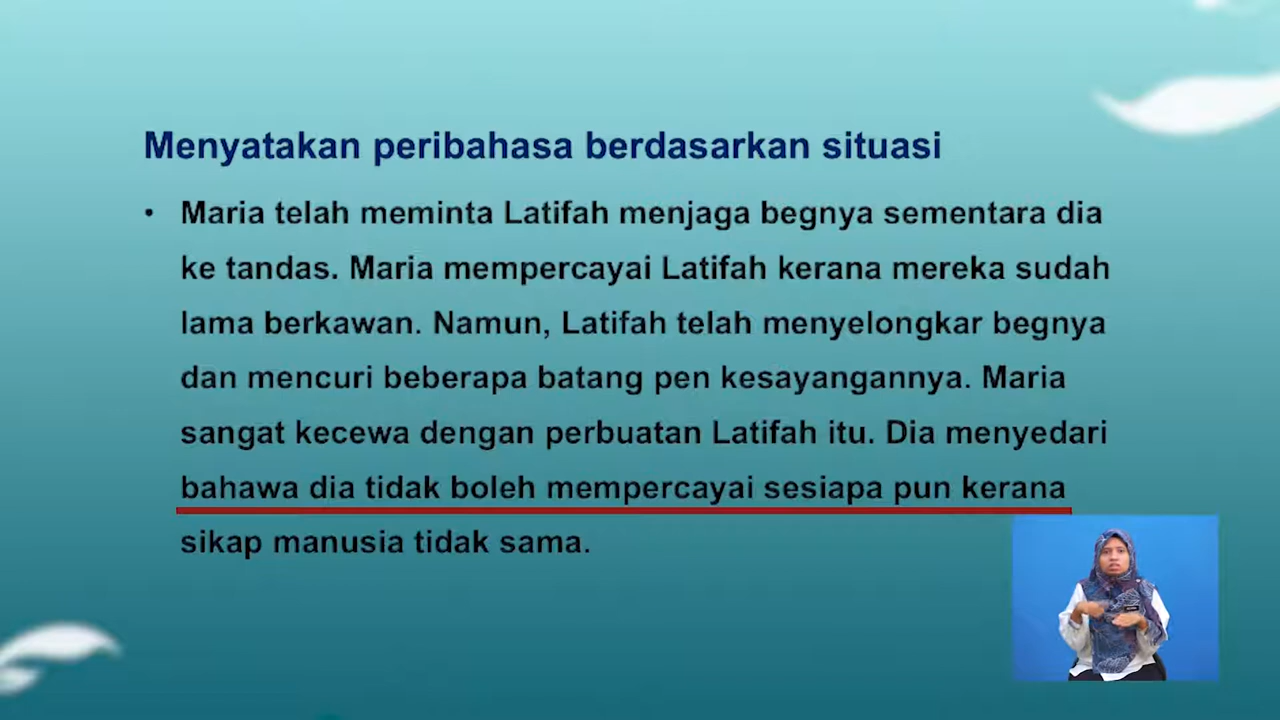 Menyatakan peribahasa berdasarkan situasi
• Maria telah meminta Latifah menjaga begnya sementara dia
ke tandas. Maria mempercayai Latifah kerana mereka sudah
lama berkawan. Namun, Latifah telah menyelongkar begnya
dan mencuri beberapa batang pen kesayangannya. Maria
sangat kecewa dengan perbuatan Latifah itu. Dia menyedari
bahawa dia tidak boleh mempercayai sesiapa pun kerana
sikap manusia tidak sama.